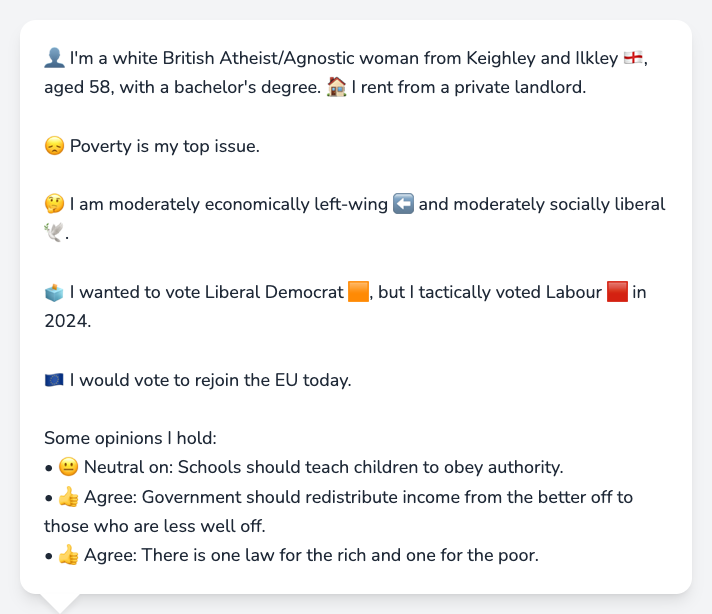 👤 I'm a white British Atheist/Agnostic woman from Keighley and Ilkley 🏴󠁧󠁢󠁥󠁮󠁧󠁿,
aged 58, with a bachelor's degree. 🏠 I rent from a private landlord.
😞 Poverty is my top issue.
🤔 I am moderately economically left-wing ⬅️ and moderately socially liberal
🕊️.
🗳️ I wanted to vote Liberal Democrat 🟧, but I tactically voted Labour 🟥 in
2024.
🇪🇺 I would vote to rejoin the EU today.
Some opinions I hold:
• 😐 Neutral on: Schools should teach children to obey authority.
• 👍 Agree: Government should redistribute income from the better off to
those who are less well off.
• 👍 Agree: There is one law for the rich and one for the poor.